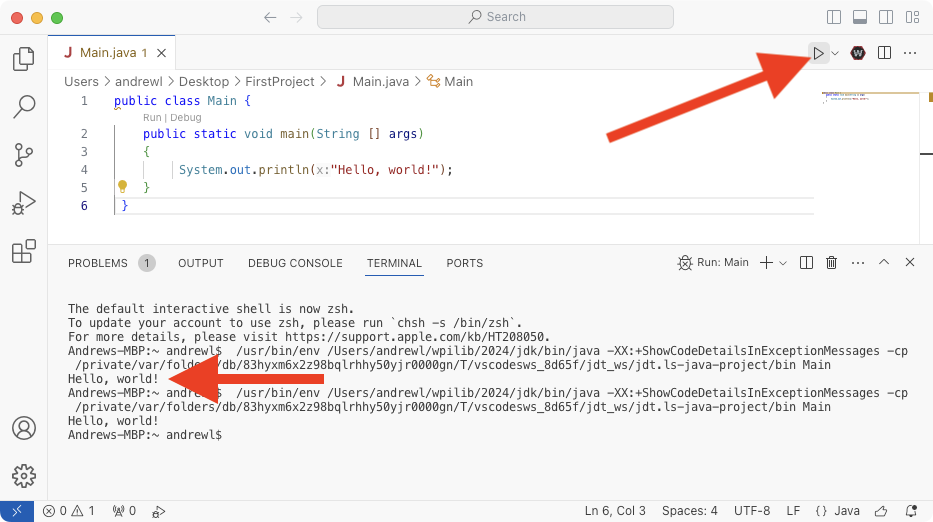 Search
J Main.java 1
Users > andrewl > Desktop > FirstProject > J Main.java > Main
1 public class Main {
Run | Debug
2 public static void main(String [] args)
3 {
4 System.out.println(x:"Hello, world!");
5 }
6 }
PROBLEMS 1 OUTPUT DEBUG CONSOLE TERMINAL PORTS Run: Main
The default interactive shell is now zsh.
To update your account to use zsh, please run `chsh -s /bin/zsh`.
For more details, please visit https://support.apple.com/kb/HT208050.
Andrews-MBP:~ andrewl$  /usr/bin/env /Users/andrewl/wpilib/2024/jdk/bin/java -XX:+ShowCodeDetailsInExceptionMessages -cp
/private/var/folders/db/83hyxm6x2z98bqlrhhy50yjr0000gn/T/vscodesws_8d65f/jdt_ws/jdt.ls-java-project/bin Main
Hello, world!
Andrews-MBP:~ andrewl$  /usr/bin/env /Users/andrewl/wpilib/2024/jdk/bin/java -XX:+ShowCodeDetailsInExceptionMessages -cp
/private/var/folders/db/83hyxm6x2z98bqlrhhy50yjr0000gn/T/vscodesws_8d65f/jdt_ws/jdt.ls-java-project/bin Main
Hello, world!
Andrews-MBP:~ andrewl$
0 1 0 Ln 6, Col 3 Spaces: 4 UTF-8 LF {} Java